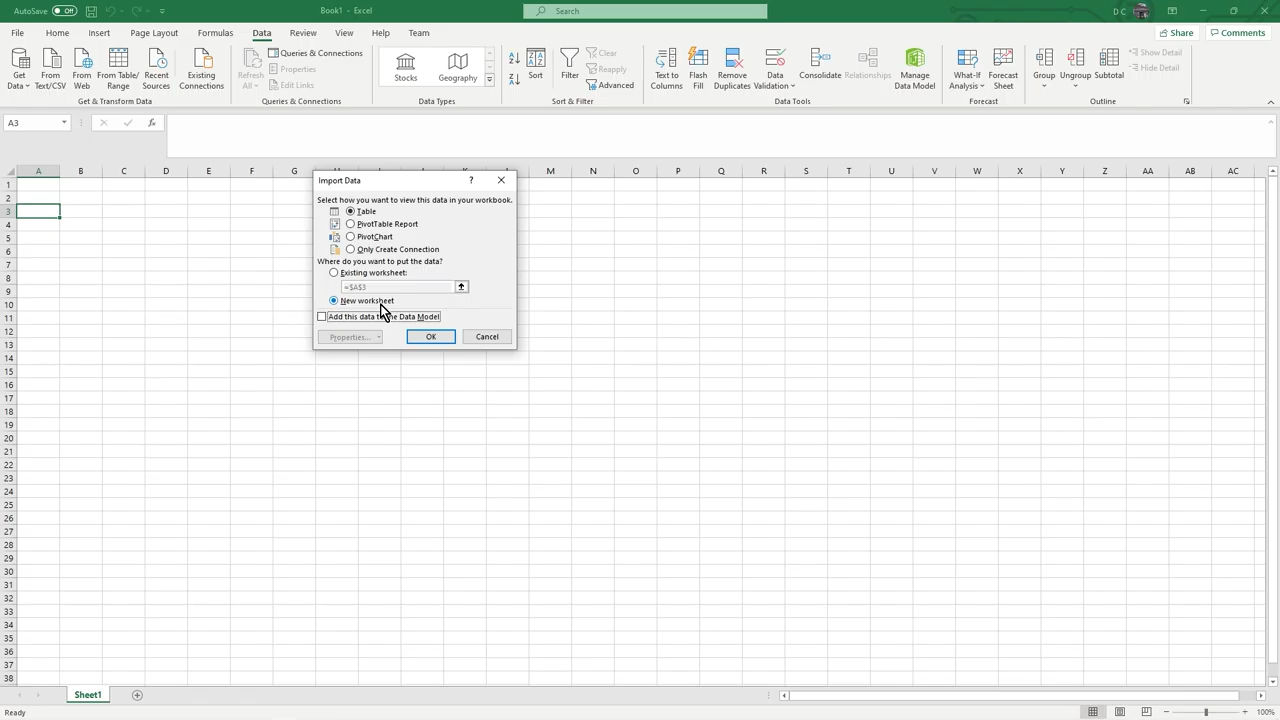 AutoSave Off Book1 - Excel Search D C
File Home Insert Page Layout Formulas Data Review View Help Team Share Comments
Get Data
From Text/CSV
From Web
From Table/ Range
Recent Sources
Existing Connections
Get & Transform Data
Refresh All
Queries & Connections
Properties
Edit Links
Queries & Connections
Stocks
Geography
Data Types
Sort
Filter
Clear
Reapply
Advanced
Sort & Filter
Text to Columns
Flash Fill
Remove Duplicates
Data Validation
Consolidate
Relationships
Manage Data Model
Data Tools
What-If Analysis
Forecast Sheet
Forecast
Group
Ungroup
Subtotal
Show Detail
Hide Detail
Outline
A3 fx
A B C D E F G M N O P Q R S T U V W X Y Z AA AB AC
1
2
3
4
5
6
7
8
9
10
11
12
13
14
15
16
17
18
19
20
21
22
23
24
25
26
27
28
29
30
31
32
33
34
35
36
37
38
Import Data ?
Select how you want to view this data in your workbook.
Table
PivotTable Report
PivotChart
Only Create Connection
Where do you want to put the data?
Existing worksheet:
=$A$3
New worksheet
Add this data to the Data Model
Properties... OK Cancel
Sheet1
Ready 100%